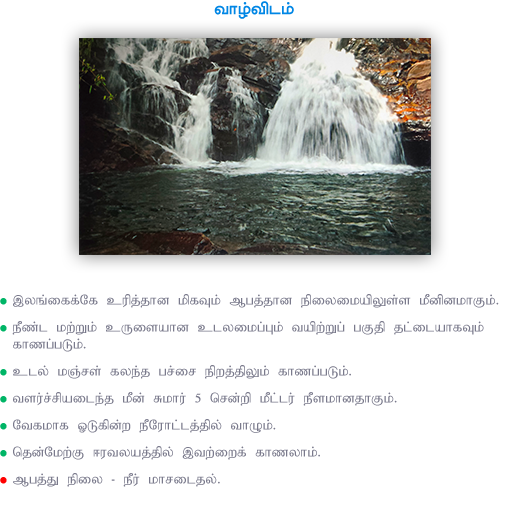 வாழ்விடம்
இலங்கைக்கே உரித்தான மிகவும் ஆபத்தான நிலைமையிலுள்ள மீனினமாகும்.
நீண்ட மற்றும் உருளையான உடலமைப்பும் வயிற்றுப் பகுதி தட்டையாகவும்
காணப்படும்.
உடல் மஞ்சள் கலந்த பச்சை நிறத்திலும் காணப்படும்.
வளர்ச்சியடைந்த மீன் சுமார் 5 சென்றி மீட்டர் நீளமானதாகும்.
வேகமாக ஓடுகின்ற நீரோட்டத்தில் வாழும்.
தென்மேற்கு ஈரவலயத்தில் இவற்றைக் காணலாம்.
ஆபத்து நிலை - நீர் மாசடைதல்.